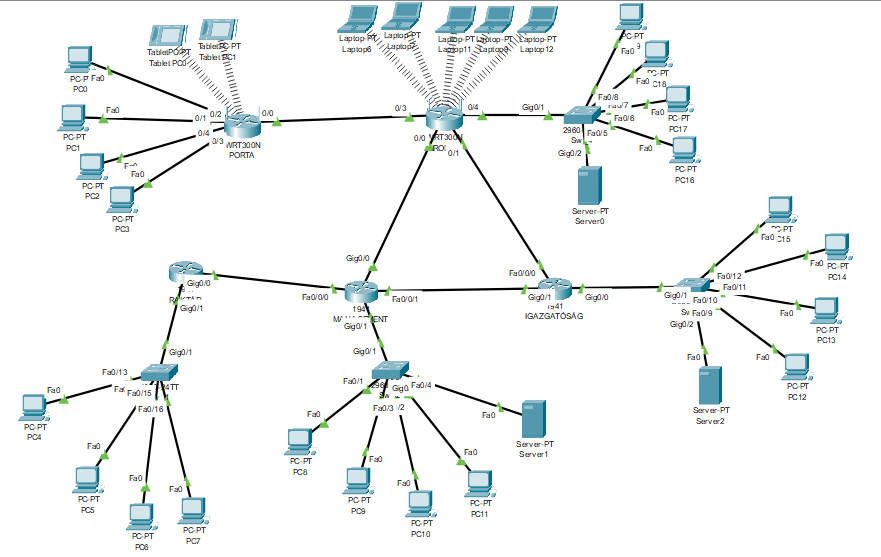 TabletPC-PT
Tablet PC0
TabletPC-PT
Tablet PC1
Laptop-PT
Laptop6
Laptop-PT
Laptop-PT
Laptop11
Laptop-PT
Laptop-PT
Laptop12
PC-PT
Fa0
PC-PT
PC18
Fa0
PC-PT
PC17
Fa0
PC-PT
PC16
Fa0
Fa0/8
Fa0/6
Fa0/5
Gig0/1
2960
Gig0/2
Server-PT
Server0
Fa0
PC0
Fa0
PC-PT
PC1
PC-PT
PC2
Fa0
PC-PT
PC3
0/2
0/1
0/4
0/3
0/0
WRT300N
PORTA
0/3
0/4
0/0
0/1
Gig0/0
Gig0/1
Gig0/1
Fa0/0/0
Gig0/0
Fa0/0/1
Gig0/1
Gig0/1
Fa0/0/0
Gig0/1
Gig0/0
1941
IGAZGATÓSÁG
Gig0/1
Gig0/2
Fa0/12
Fa0/11
Fa0/10
Fa0/9
Fa0
PC-PT
Fa0
PC-PT
PC14
Fa0
PC-PT
PC13
Fa0
PC-PT
PC12
Fa0
Server-PT
Server2
Fa0/13
Fa0/15
Fa0/16
Fa0
PC-PT
PC4
Fa0
PC-PT
PC5
Fa0
PC-PT
PC6
Fa0
PC-PT
PC7
Fa0/1
Fa0/4
Fa0/3
Fa0
PC-PT
PC8
Fa0
PC-PT
PC9
Fa0
PC-PT
PC10
Fa0
PC-PT
PC11
Fa0
Server-PT
Server1